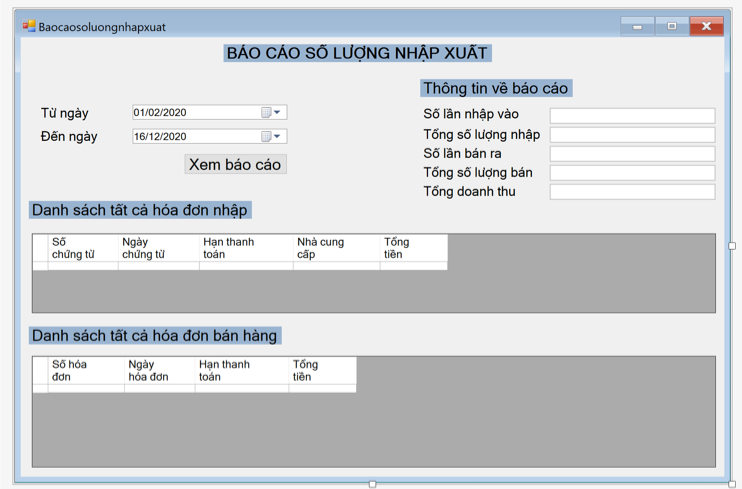 Baocaosoluongnhapxuat
BÁO CÁO SỐ LƯỢNG NHẬP XUẤT
Từ ngày 01/02/2020
Đến ngày 16/12/2020
Xem báo cáo
Thông tin về báo cáo
Số lần nhập vào
Tổng số lượng nhập
Số lần bán ra
Tổng số lượng bán
Tổng doanh thu
Danh sách tất cả hóa đơn nhập
Số Ngày Hạn thanh Nhà cung Tổng
chứng từ chứng từ toán cấp tiền
Danh sách tất cả hóa đơn bán hàng
Số hóa Ngày Hạn thanh Tổng
đơn hóa đơn toán tiền